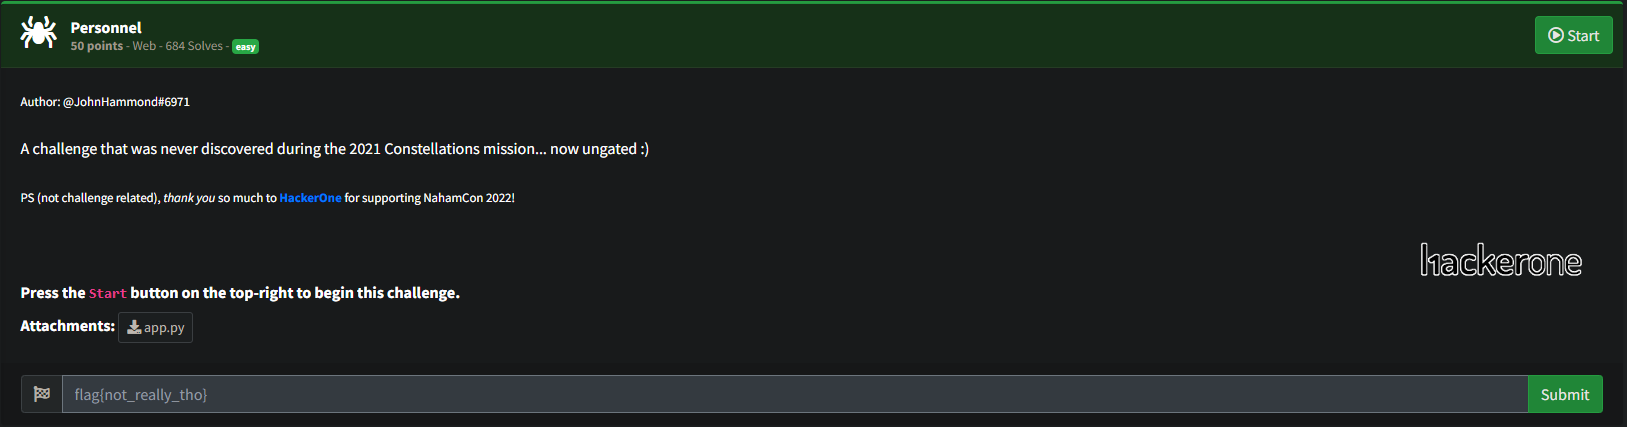 Personnel
50 points - Web - 684 Solves - easy
Start
Author: @JohnHammond#6971
A challenge that was never discovered during the 2021 Constellations mission... now ungated :)
PS (not challenge related), thank you so much to HackerOne for supporting NahamCon 2022!
hackerone
Press the Start button on the top-right to begin this challenge.
Attachments: app.py
flag{not_really_tho}
Submit